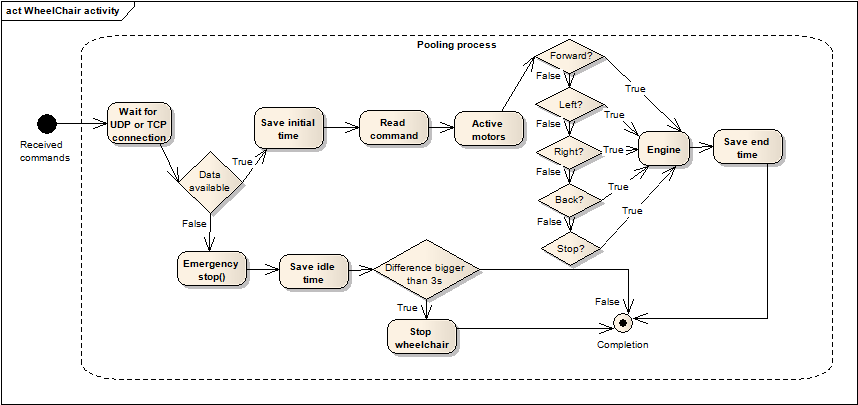 act WheelChair activity
Pooling process
Received
commands
Wait for
UDP or TCP
connection
Data
available
True
False
Save initial
time
Read
command
Active
motors
Forward?
False
True
Left?
False
True
Right?
False
True
Back?
False
True
Stop?
True
Engine
Save end
time
Emergency
stop()
Save idle
time
Difference bigger
than 3s
True
False
Stop
wheelchair
Completion